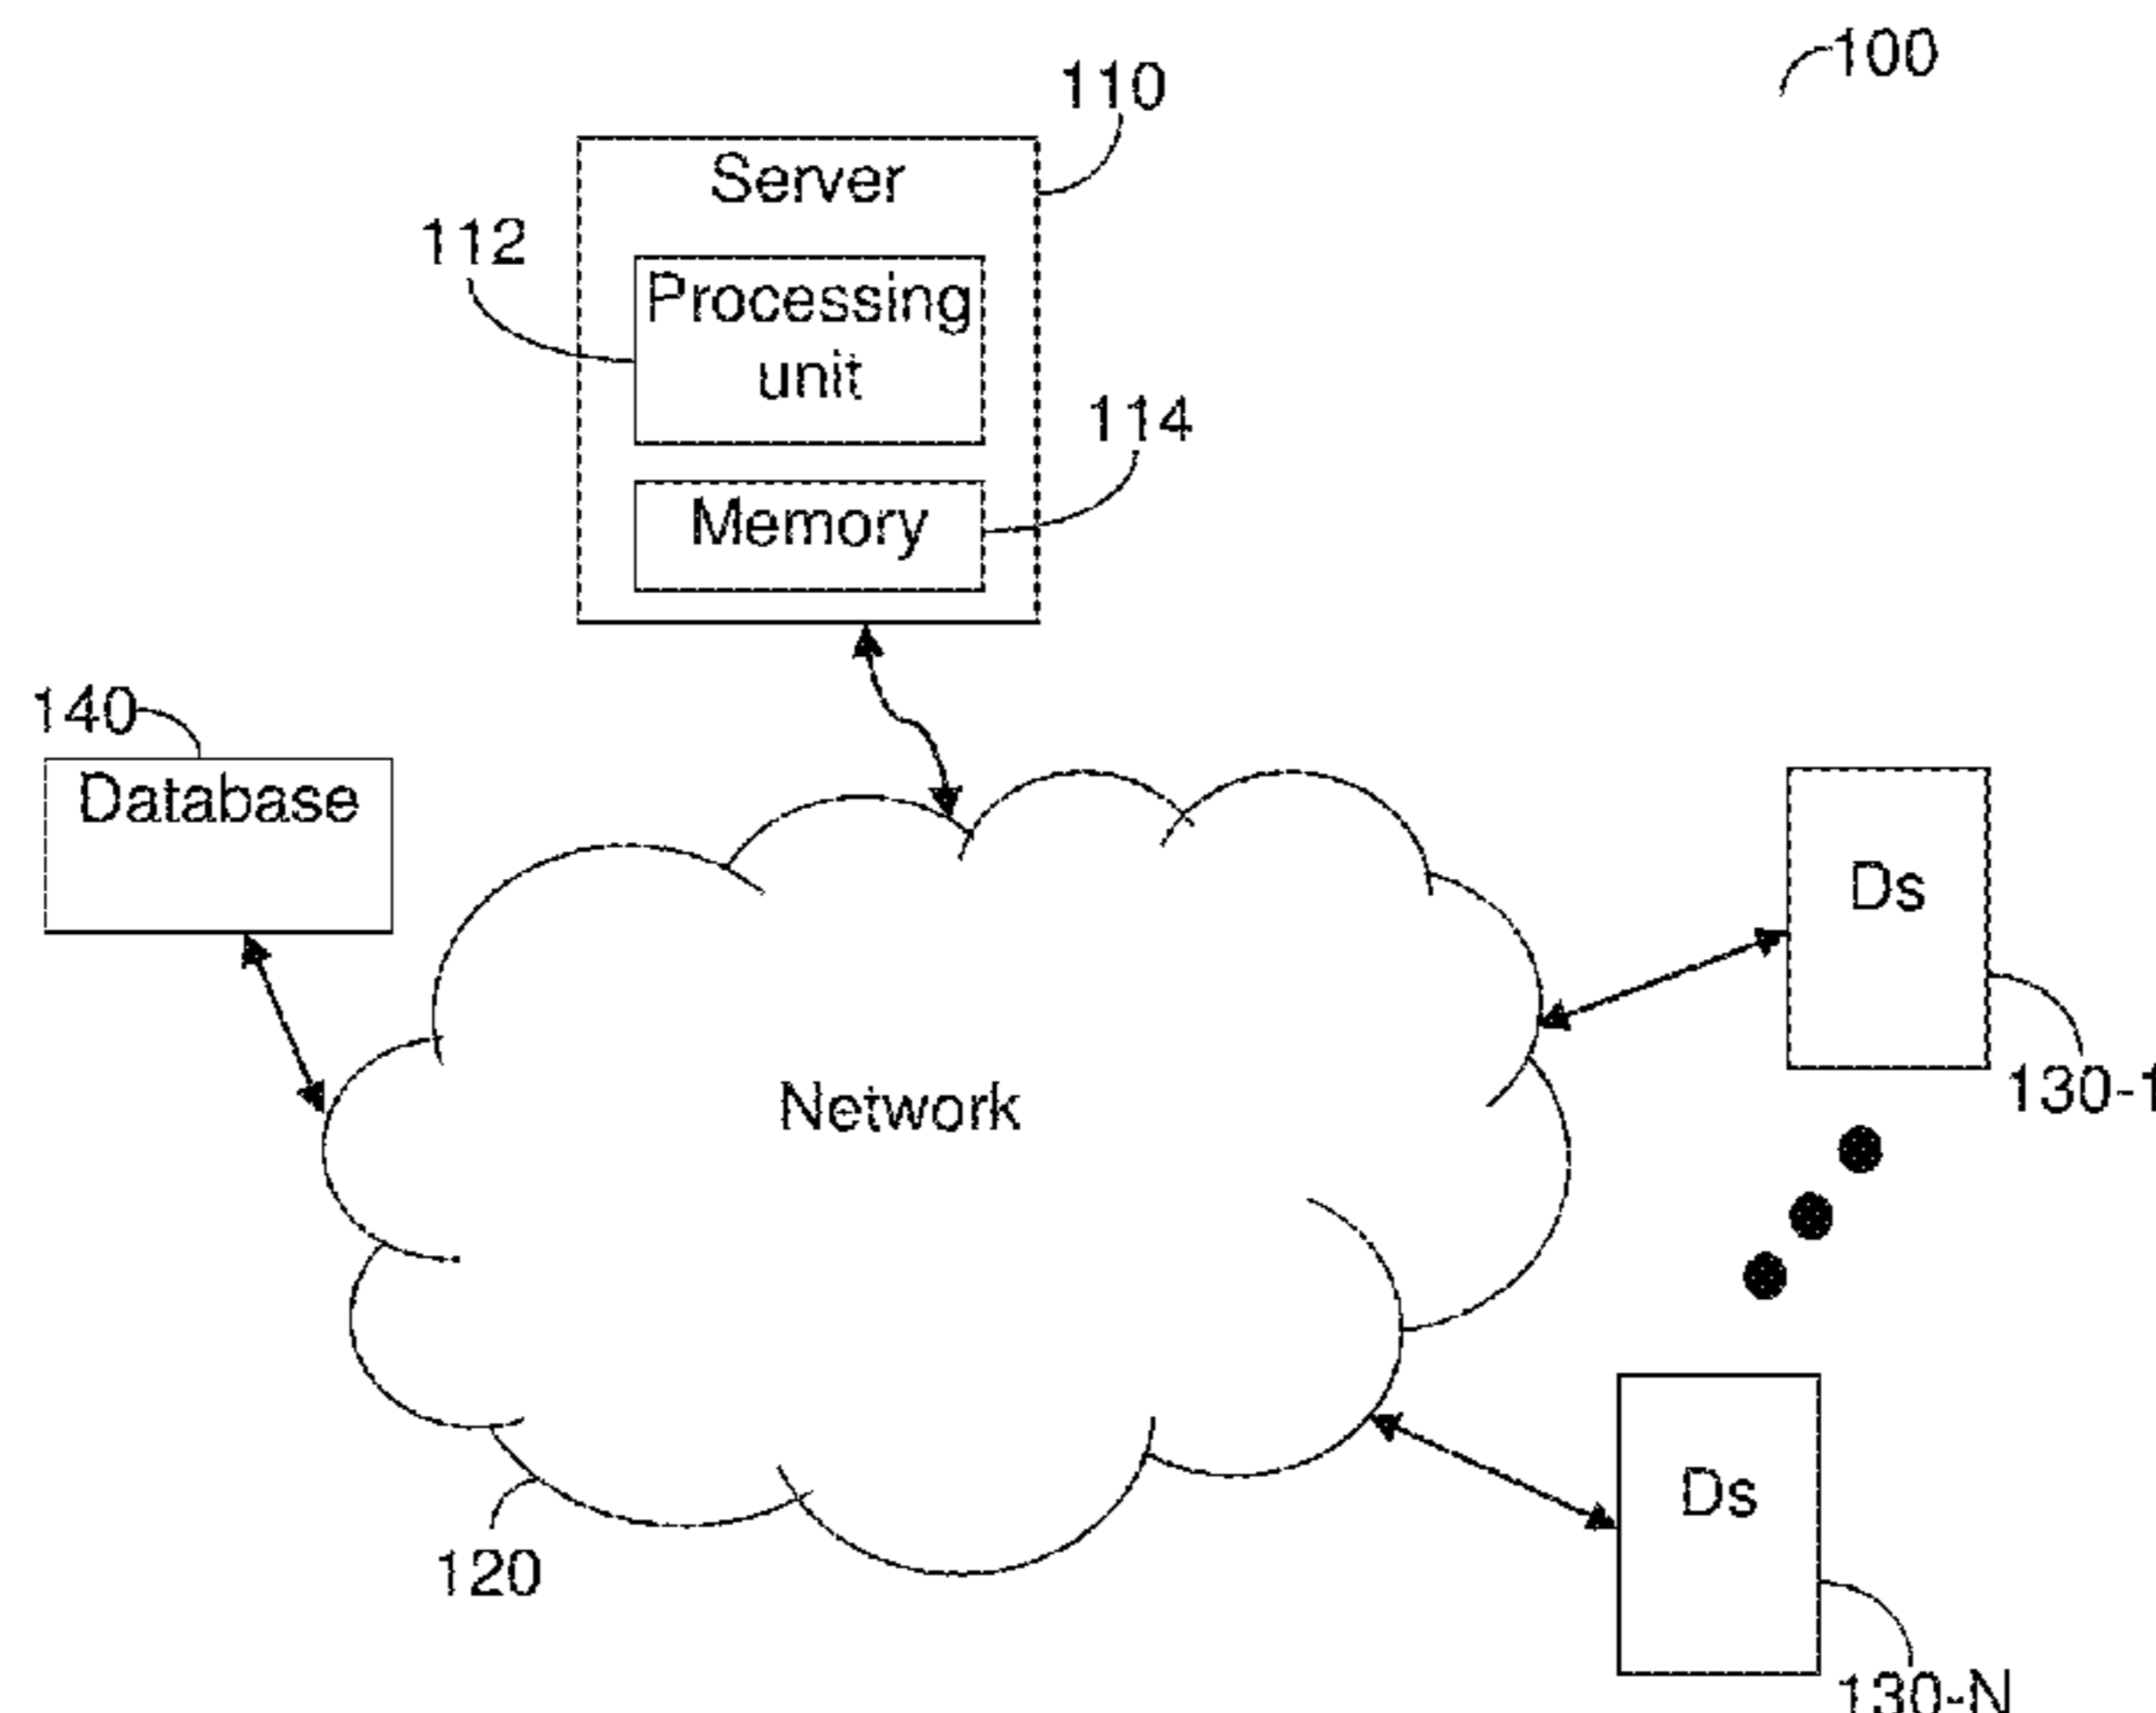 100
110
Server
112
Processing
unit
114
Memory
140
Database
Ds
Network
130-1
Ds
120
130-N